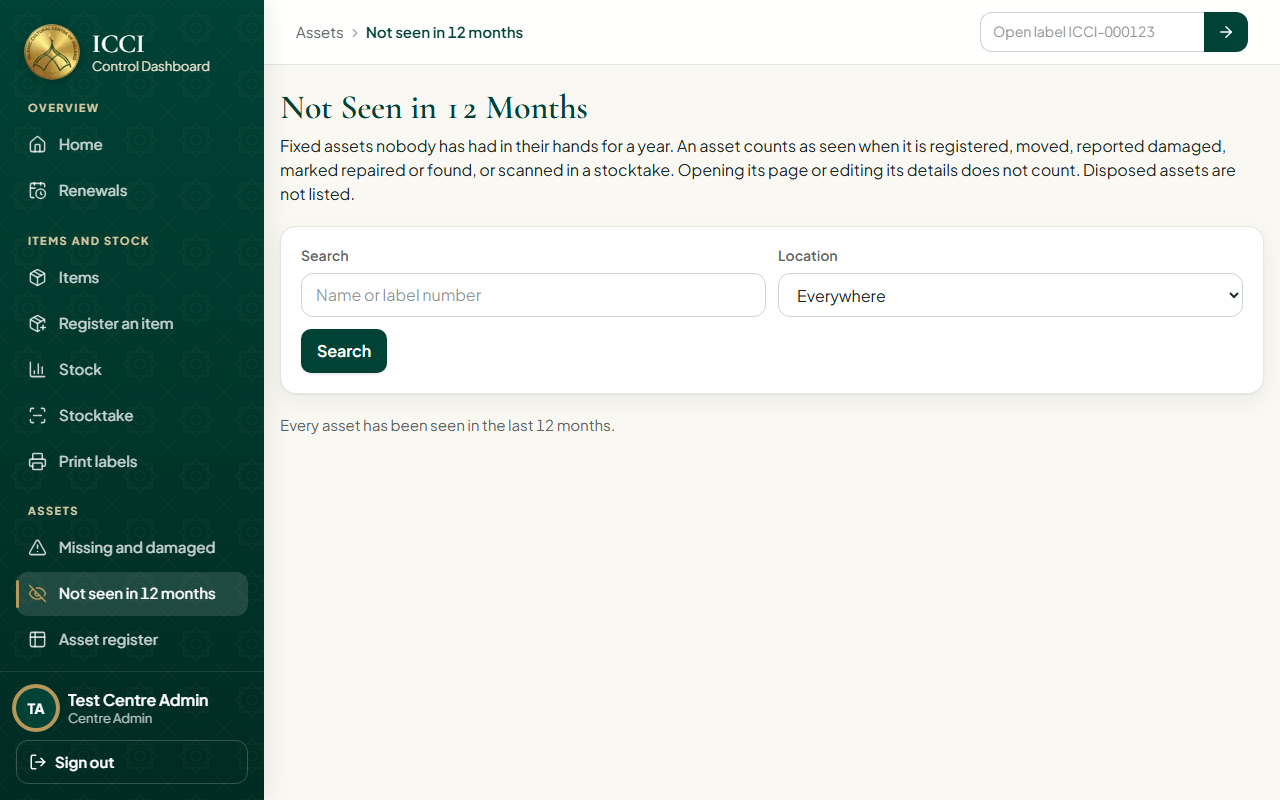 ICCI
Control Dashboard
OVERVIEW
Home
Renewals
ITEMS AND STOCK
Items
Register an item
Stock
Stocktake
Print labels
ASSETS
Missing and damaged
Not seen in 12 months
Asset register
TA
Test Centre Admin
Centre Admin
Sign out
Assets > Not seen in 12 months
Open label ICCI-000123
Not Seen in 12 Months
Fixed assets nobody has had in their hands for a year. An asset counts as seen when it is registered, moved, reported damaged,
marked repaired or found, or scanned in a stocktake. Opening its page or editing its details does not count. Disposed assets are
not listed.
Search
Name or label number
Location
Everywhere
Search
Every asset has been seen in the last 12 months.